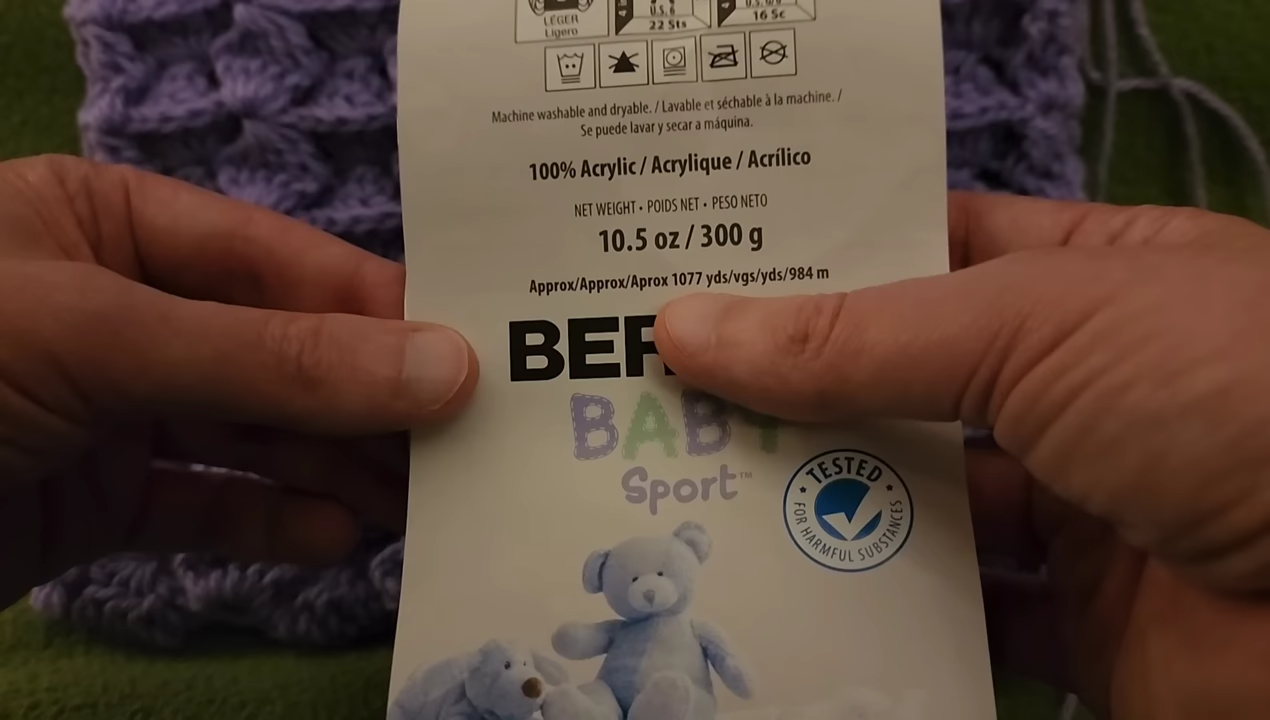 LÉGER
Ligero
U.S. 6
22 Sts
16 Sc
Machine washable and dryable. / Lavable et séchable à la machine. /
Se puede lavar y secar a máquina.
100% Acrylic / Acrylique / Acrílico
NET WEIGHT • POIDS NET • PESO NETO
10.5 oz / 300 g
Approx/Approx/Aprox 1077 yds/vgs/yds/984 m
BER
BABY
Sport™
TESTED
FOR HARMFUL SUBSTANCES